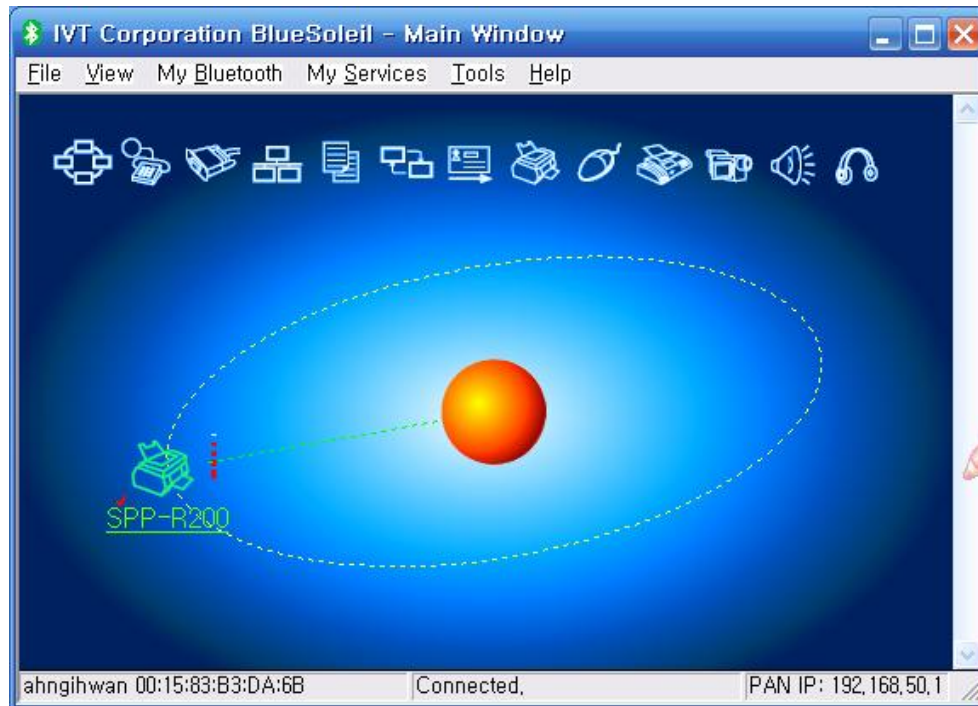 IVT Corporation BlueSoleil - Main Window
File View My Bluetooth My Services Tools Help
SPP-R200
ahngihwan 00:15:83:B3:DA:6B Connected, PAN IP: 192,168,50,1